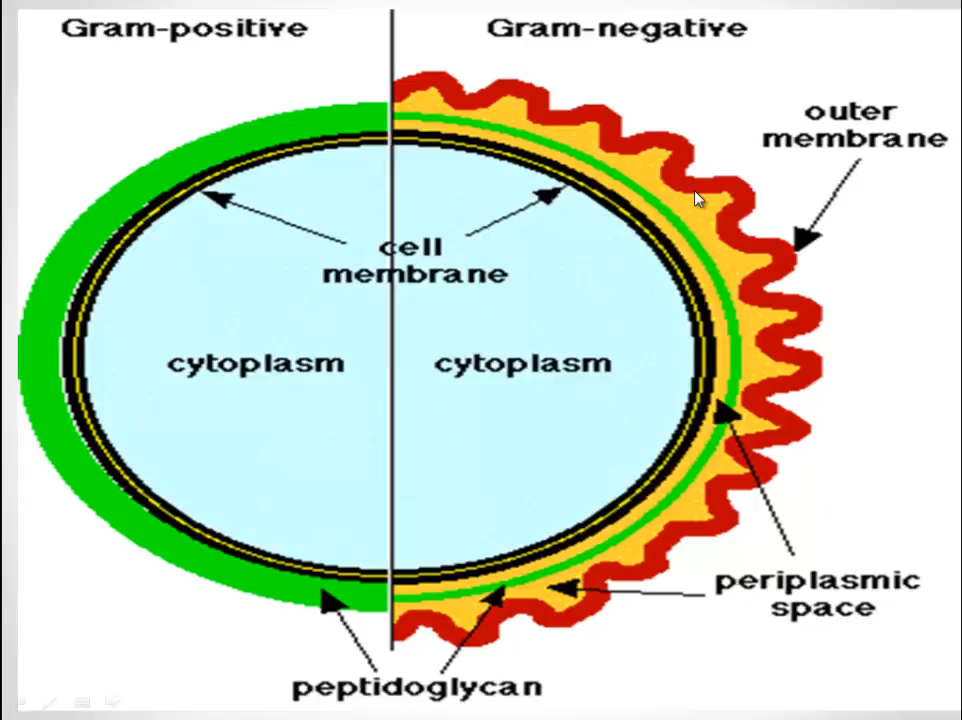 Gram-positive
Gram-negative
outer
membrane
cell
membrane
cytoplasm
cytoplasm
periplasmic
space
peptidoglycan